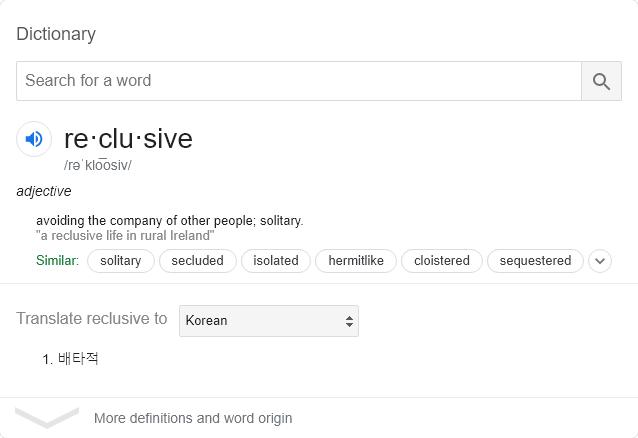 Dictionary
Search for a word
re·clu·sive
/rəˈklo͞osiv/
adjective
avoiding the company of other people; solitary.
"a reclusive life in rural Ireland"
Similar: solitary secluded isolated hermitlike cloistered sequestered
Translate reclusive to Korean
1. 배타적
More definitions and word origin